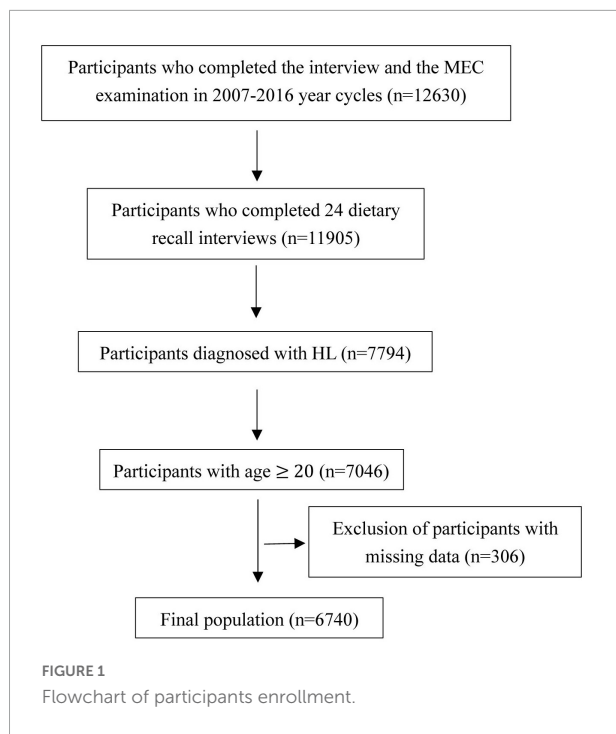 Participants who completed the interview and the MEC
examination in 2007-2016 year cycles (n=12630)
Participants who completed 24 dietary
recall interviews (n=11905)
Participants diagnosed with HL (n=7794)
Participants with age ≥ 20 (n=7046)
Exclusion of participants with
missing data (n=306)
Final population (n=6740)
FIGURE 1
Flowchart of participants enrollment.